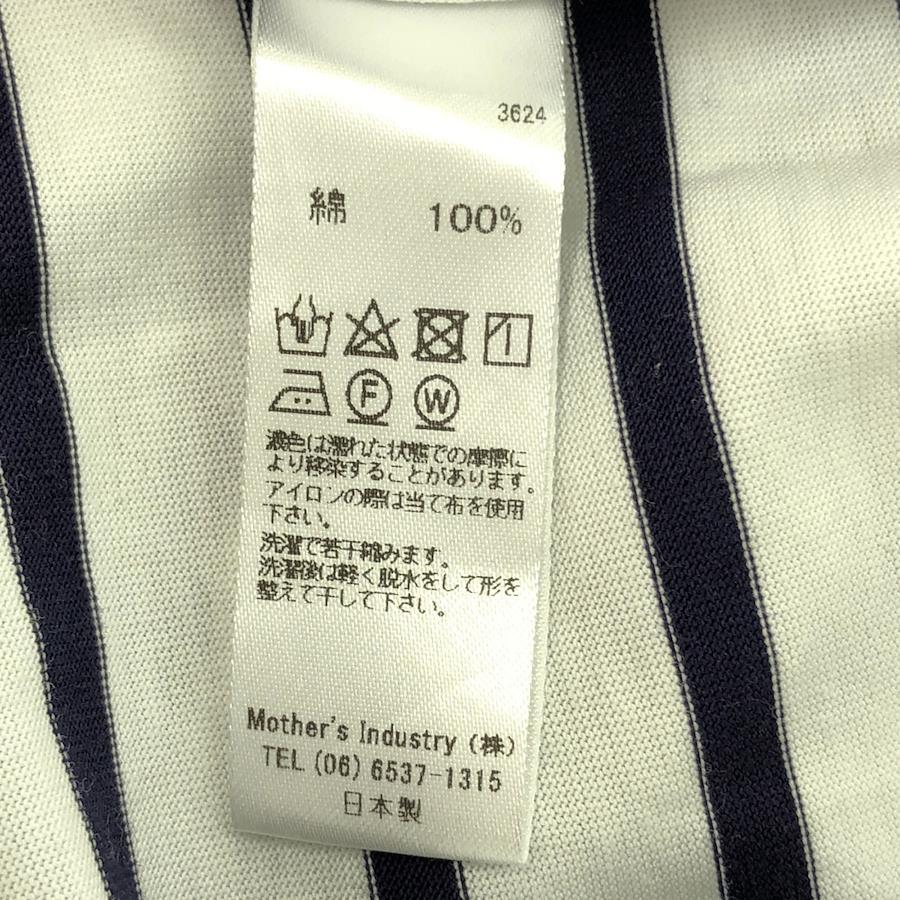 3624
綿 100%
F W
濃色は濡れた状態での摩擦に
より移染することがあります。
アイロンの際は当て布を使用
下さい。
洗濯で若干縮みます。
洗濯後は軽く脱水をして形を
整えて干して下さい。
Mother's Industry (株)
TEL (06) 6537-1315
日本製